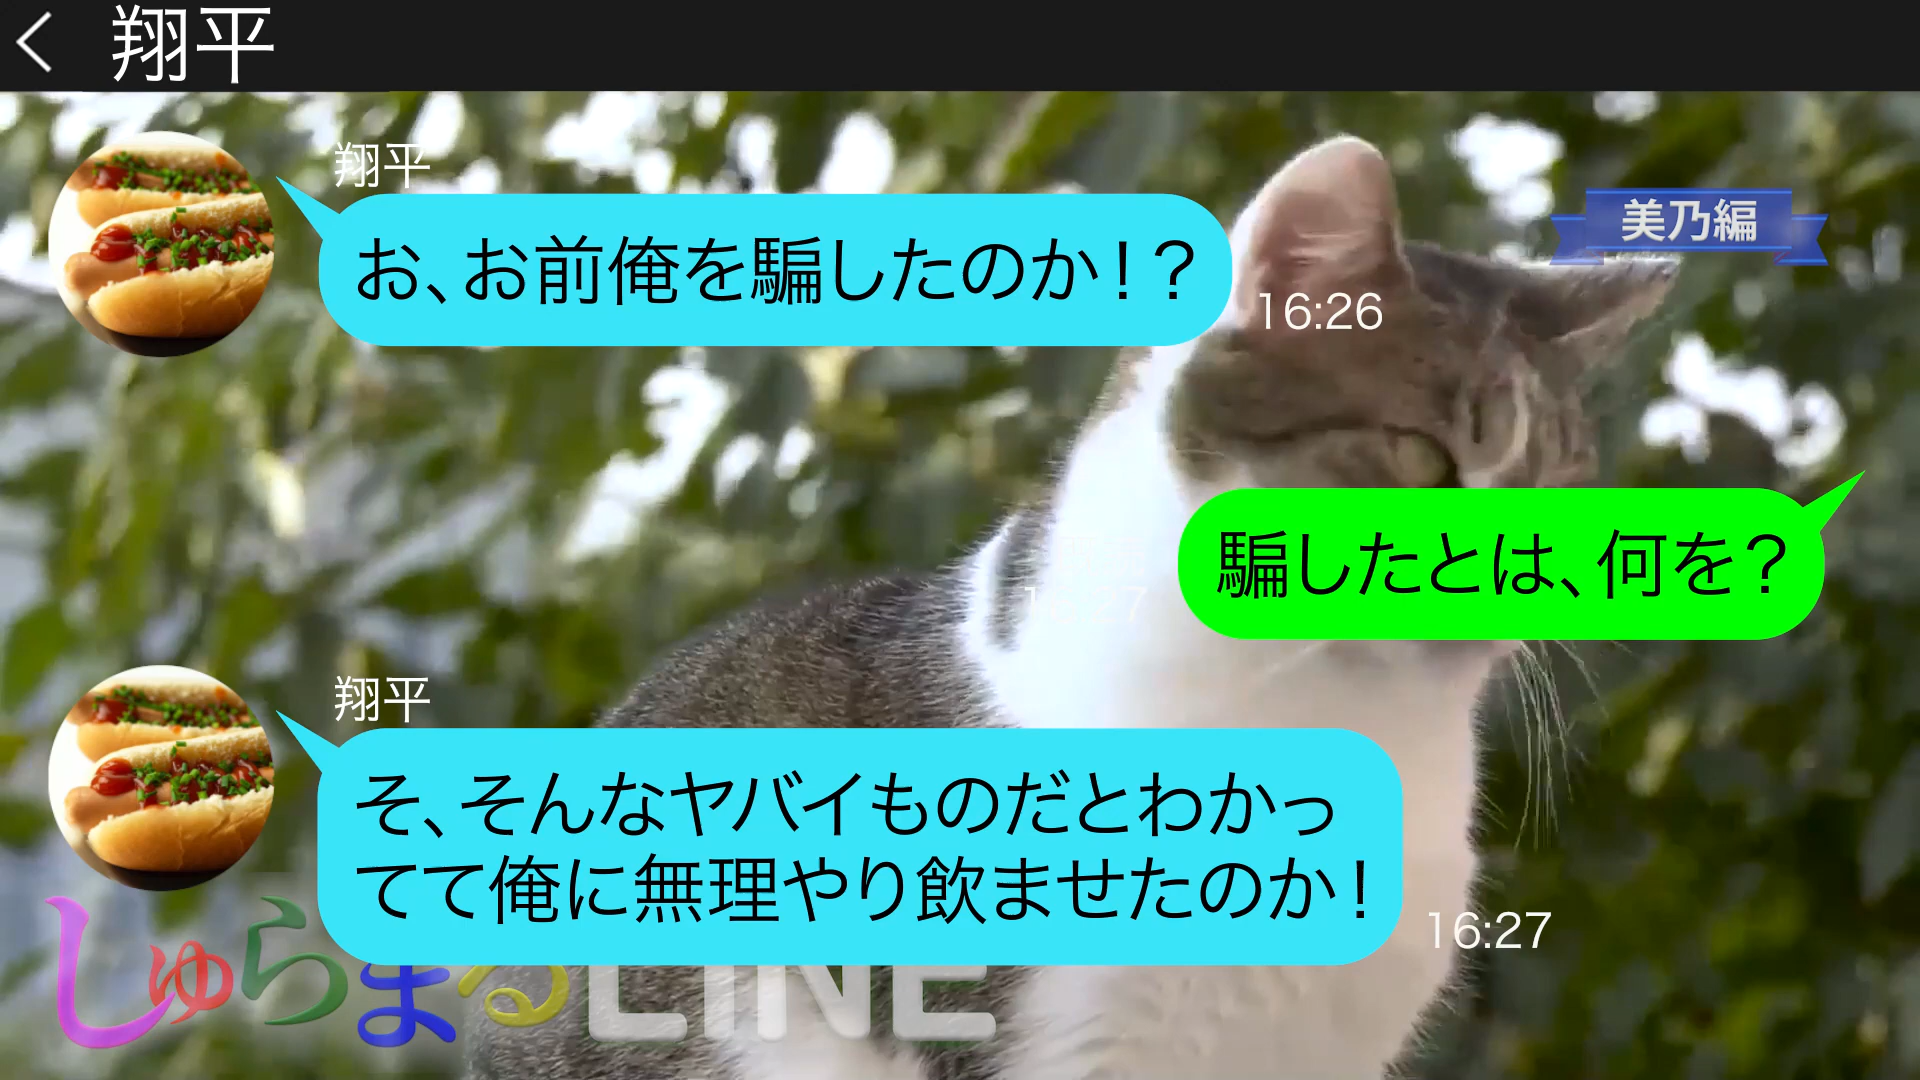 翔平
翔平
美乃編
お、お前俺を騙したのか！？
16:26
騙したとは、何を？
16:27
翔平
そ、そんなヤバイものだとわかっ
てて俺に無理やり飲ませたのか！
16:27
しゅらまるLINE